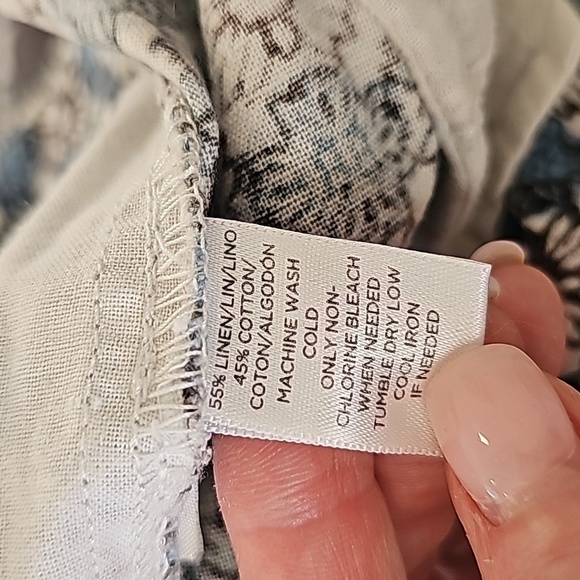 55% LINEN/LIN/LINO
45% COTTON/
COTON/ALGODÓN
MACHINE WASH
COLD
ONLY NON-
CHLORINE BLEACH
WHEN NEEDED
TUMBLE DRY LOW
COOL IRON
IF NEEDED